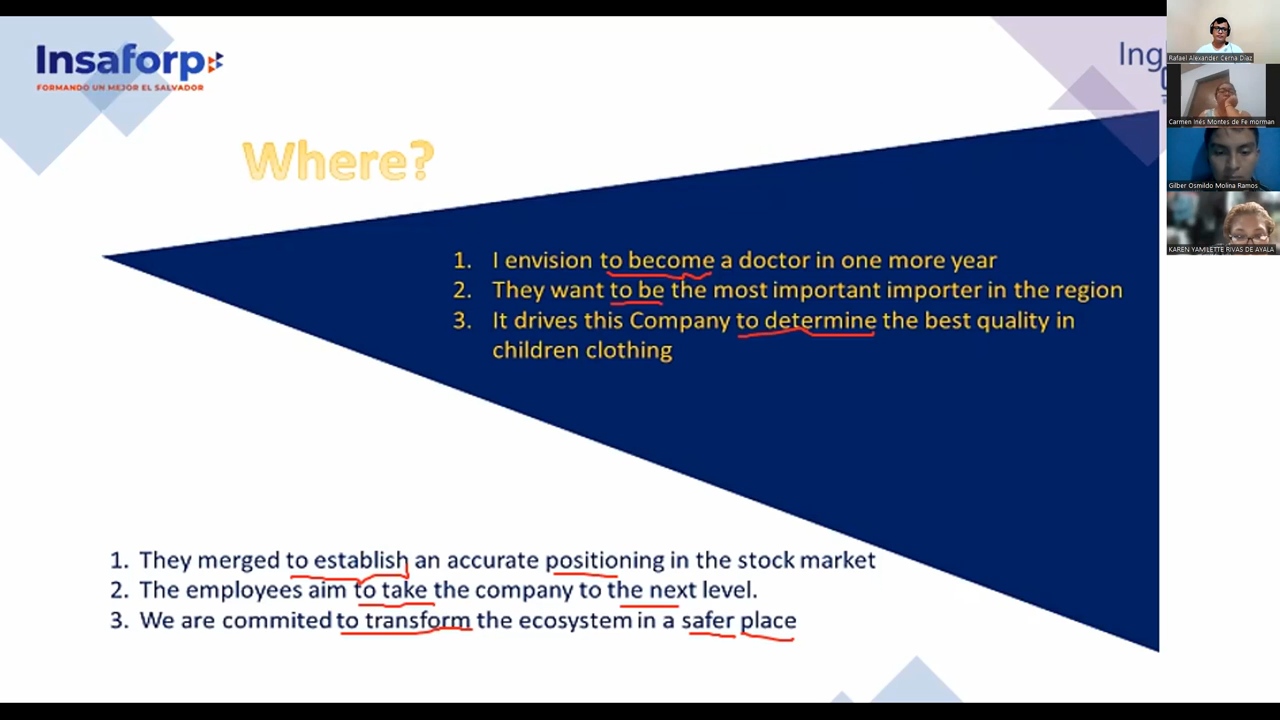 Insaforp
FORMANDO UN MEJOR EL SALVADOR
Where?
1. I envision to become a doctor in one more year
2. They want to be the most important importer in the region
3. It drives this Company to determine the best quality in
children clothing
1. They merged to establish an accurate positioning in the stock market
2. The employees aim to take the company to the next level.
3. We are commited to transform the ecosystem in a safer place
Rafael Alexander Cerna Diaz
Carmen Inés Montes de Fe morman
Gilber Osmildo Molina Ramos
KAREN YAMILETTE RIVAS DE AYALA